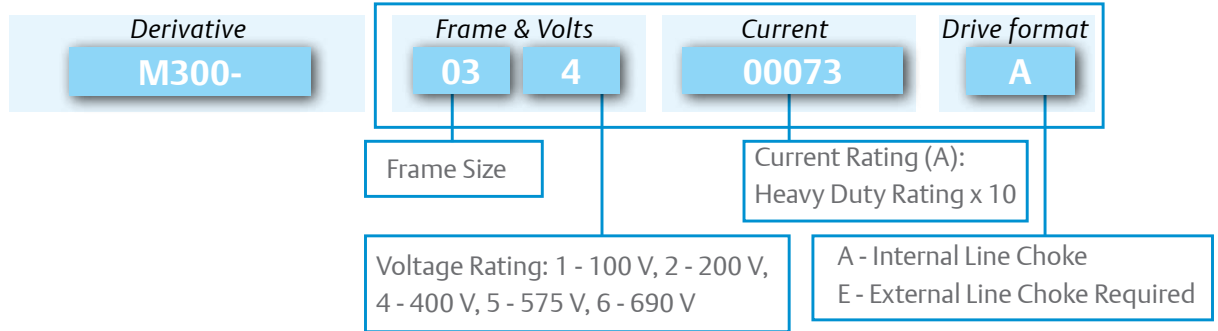 Derivative Frame & Volts Current Drive format
M300- 03 4 00073 A
Frame Size
Current Rating (A):
Heavy Duty Rating x 10
Voltage Rating: 1 - 100 V, 2 - 200 V,
4 - 400 V, 5 - 575 V, 6 - 690 V
A - Internal Line Choke
E - External Line Choke Required